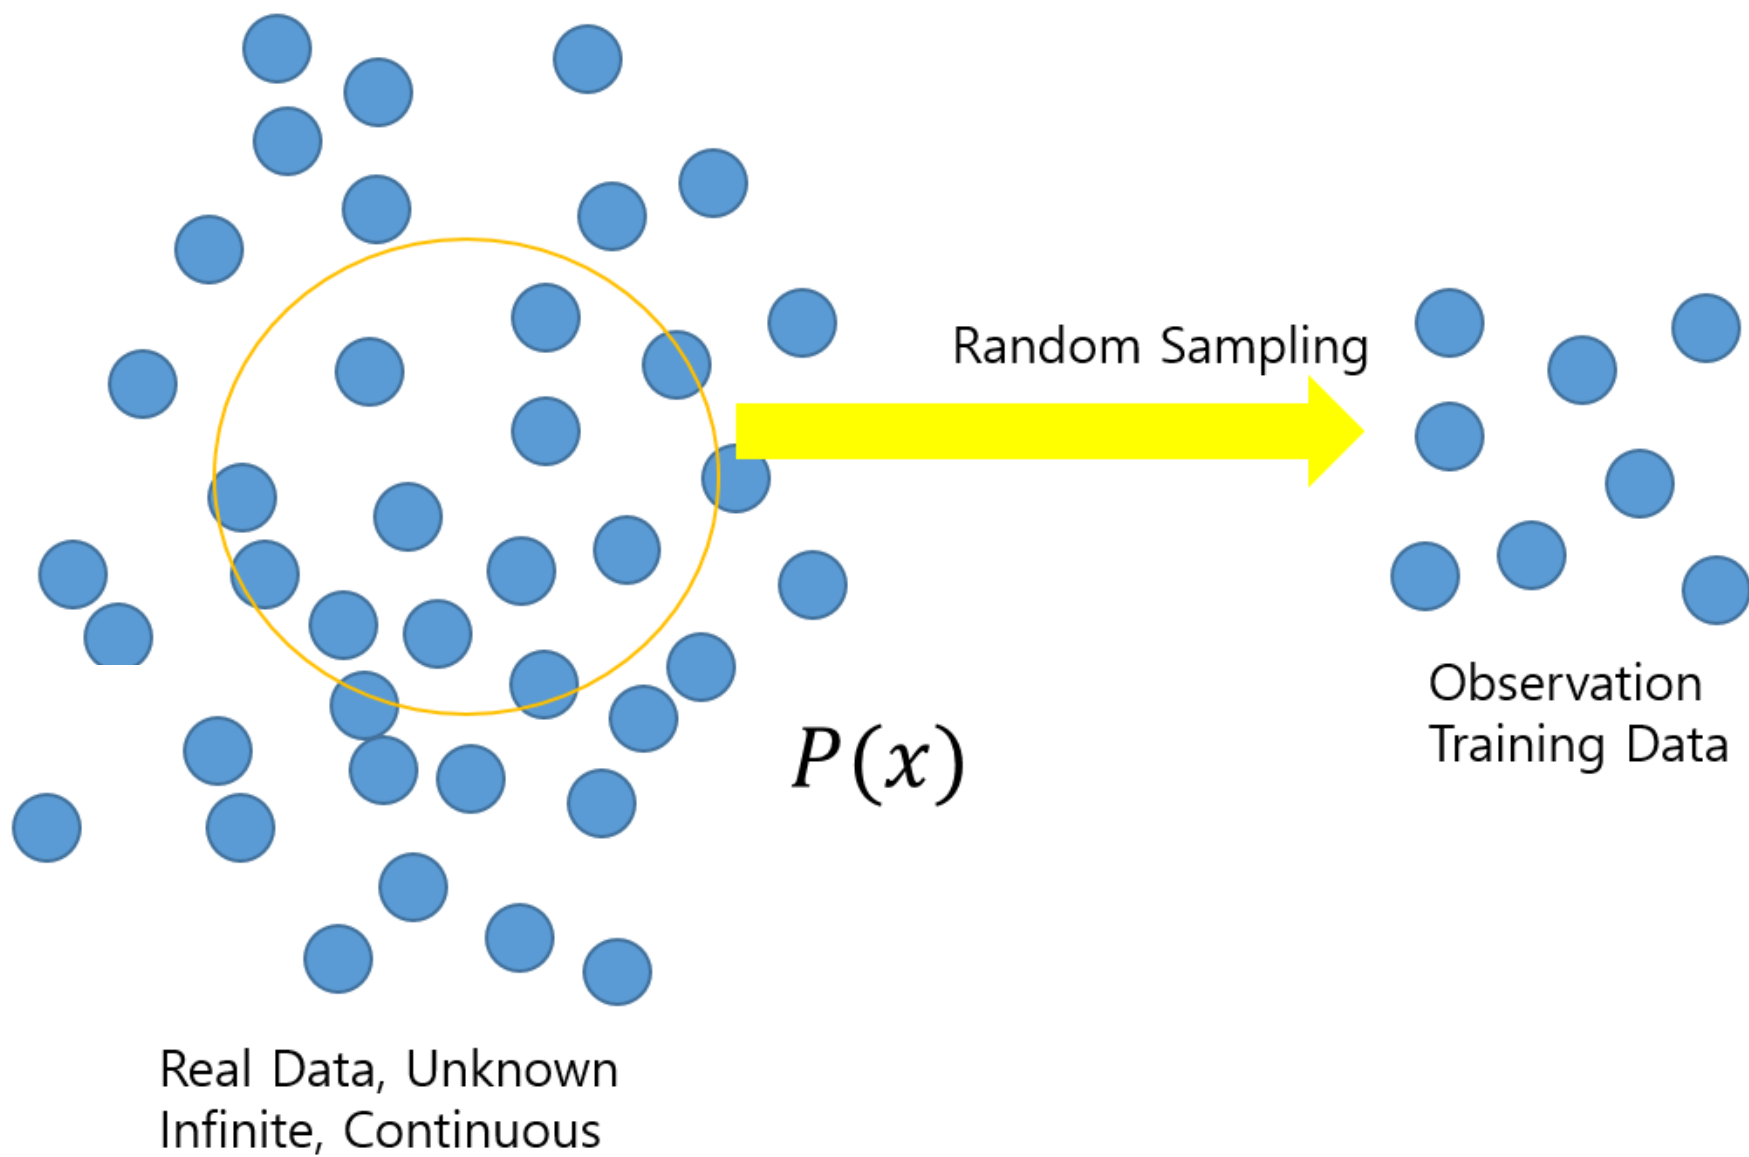 Random Sampling
Observation
Training Data
P(x)
Real Data, Unknown
Infinite, Continuous